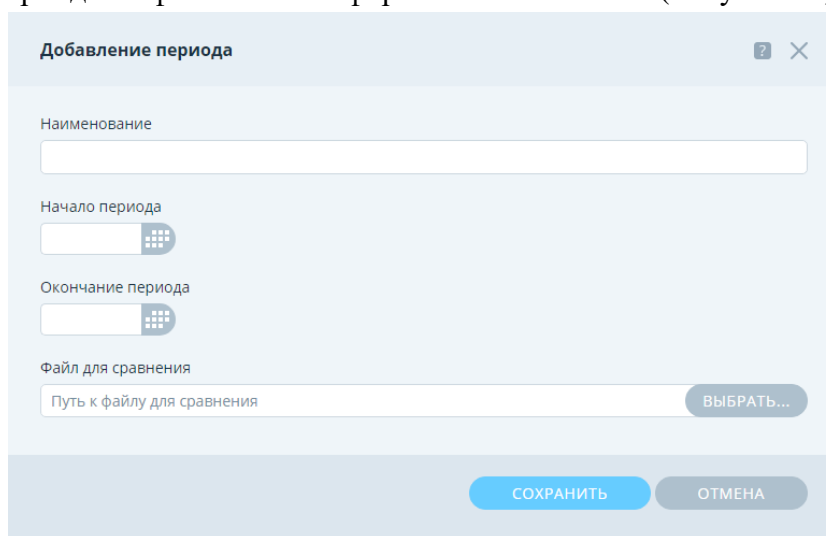 Добавление периода ?
Наименование
Начало периода
Окончание периода
Файл для сравнения
Путь к файлу для сравнения ВЫБРАТЬ...
СОХРАНИТЬ ОТМЕНА